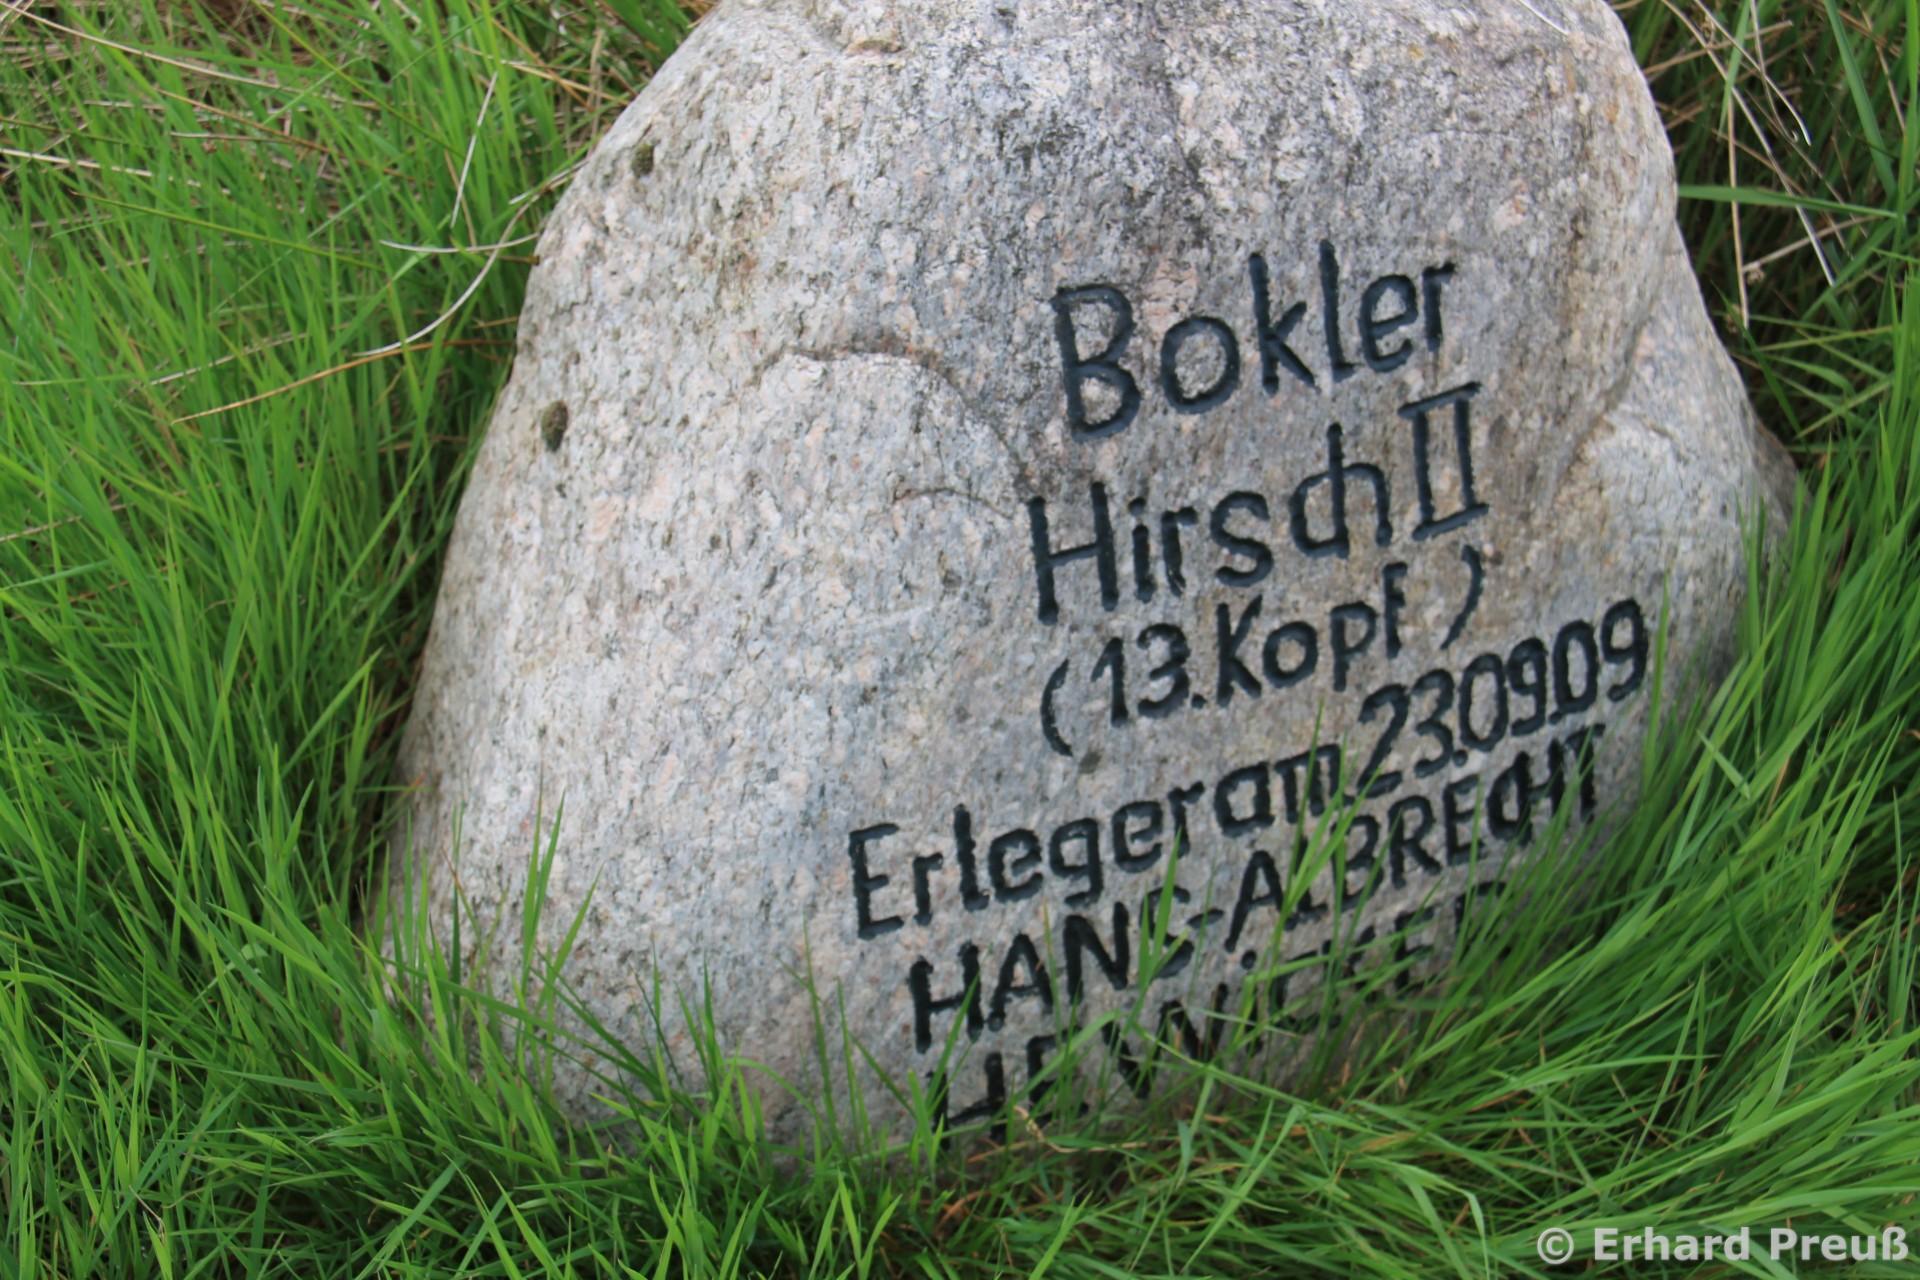 Bokler
Hirsch II
(13. Kopf)
Erleger am 23.09.09
HANS-ALBRECHT
© Erhard Preuß